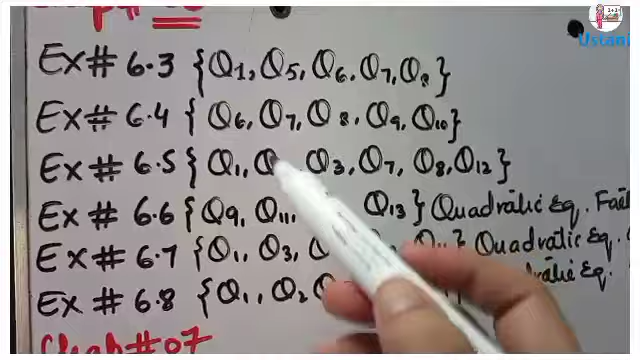 Ustani
Ex# 6.3 {Q1, Q5, Q6, Q7, Q8}
Ex# 6.4 {Q6, Q7, Q8, Q9, Q10}
Ex# 6.5 {Q1, Q Q3, Q7, Q8, Q12}
Ex# 6.6 {Q9, Q11, Q13} Quadratic Eq.
Ex# 6.7 {Q1, Q3, Quadratic Eq.
Ex# 6.8 {Q1, Q2 Eq.
Chap# 07